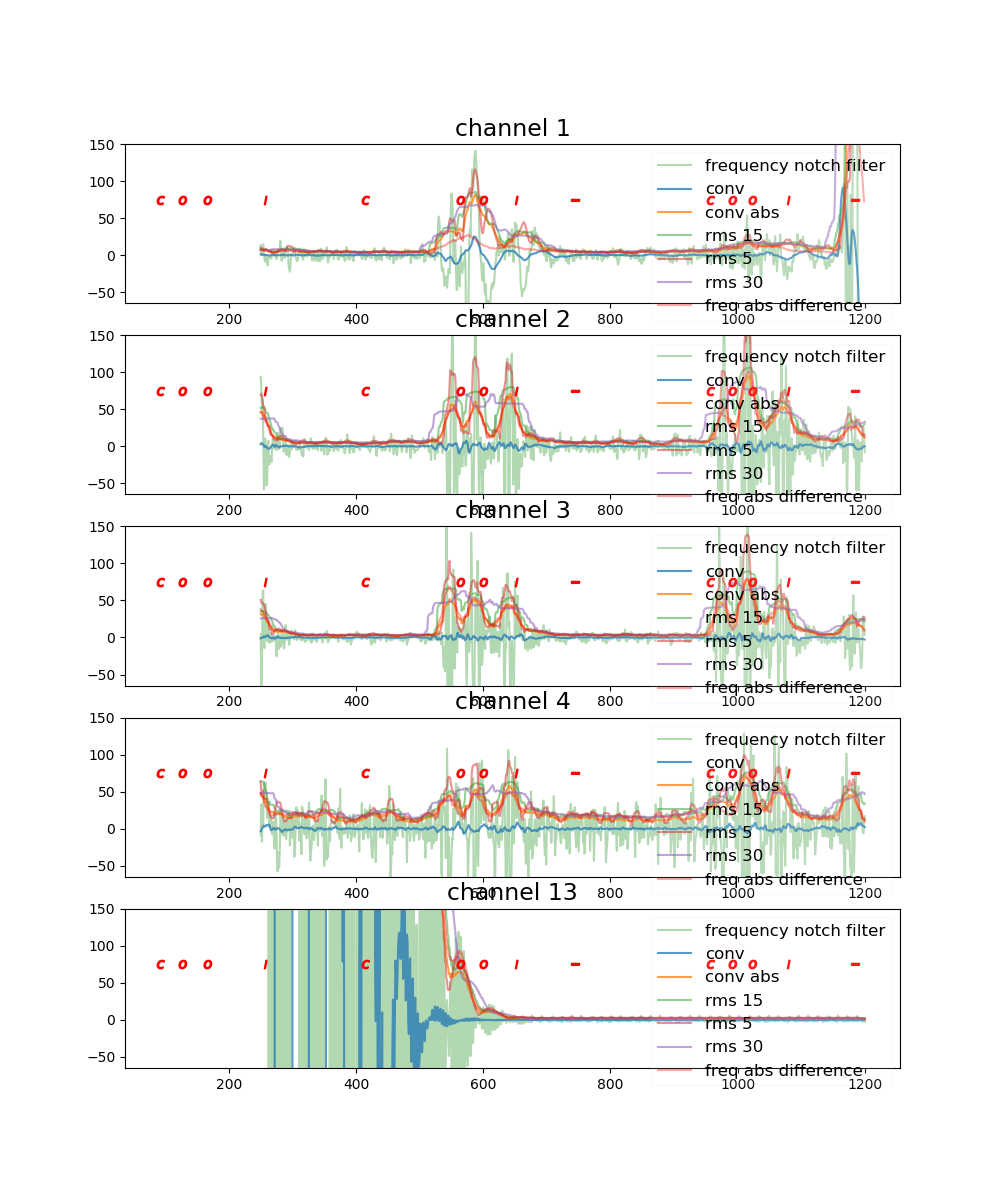 channel 1
150
100
50
0
−50
c o o ı c o o ı - c o o ı -
frequency notch filter
conv
conv abs
rms 15
rms 5
rms 30
freq abs difference
200 400 600 800 1000 1200
channel 2
150
100
50
0
−50
c o o ı c o o ı - c o o ı -
frequency notch filter
conv
conv abs
rms 15
rms 5
rms 30
freq abs difference
200 400 600 800 1000 1200
channel 3
150
100
50
0
−50
c o o ı c o o ı - c o o ı -
frequency notch filter
conv
conv abs
rms 15
rms 5
rms 30
freq abs difference
200 400 600 800 1000 1200
channel 4
150
100
50
0
−50
c o o ı c o o ı - c o o ı -
frequency notch filter
conv
conv abs
rms 15
rms 5
rms 30
freq abs difference
200 400 600 800 1000 1200
channel 13
150
100
50
0
−50
c o o ı c o o ı - c o o ı -
frequency notch filter
conv
conv abs
rms 15
rms 5
rms 30
freq abs difference
200 400 600 800 1000 1200